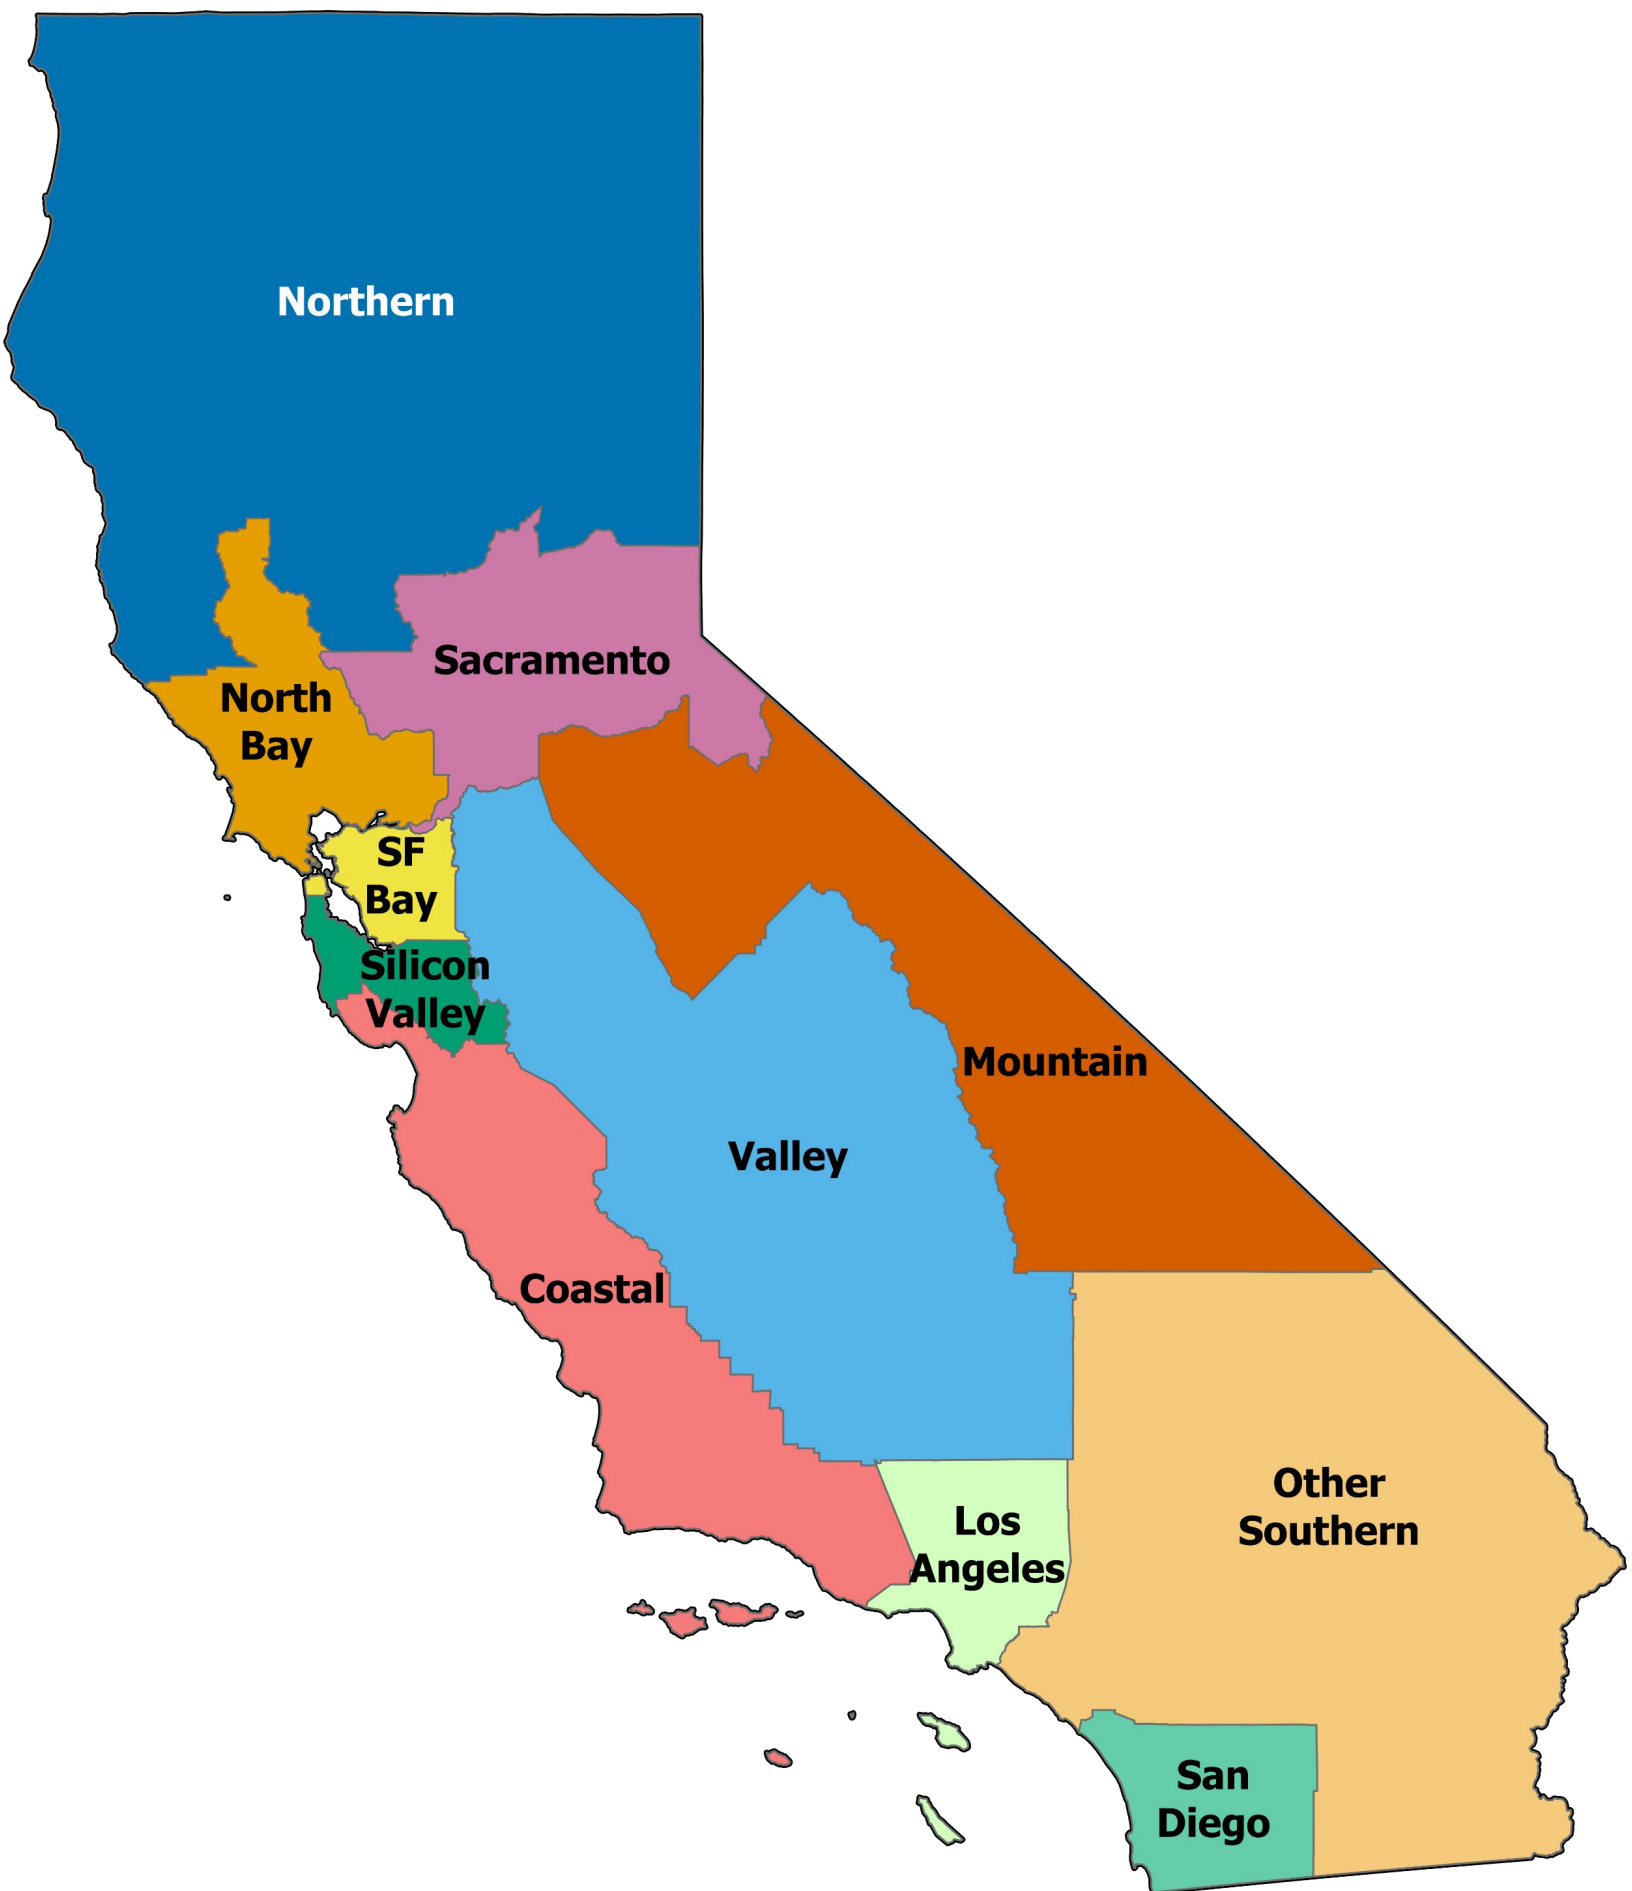 Northern
Sacramento
North
Bay
SF
Bay
Silicon
Valley
Mountain
Valley
Coastal
Other
Southern
Los
Angeles
San
Diego